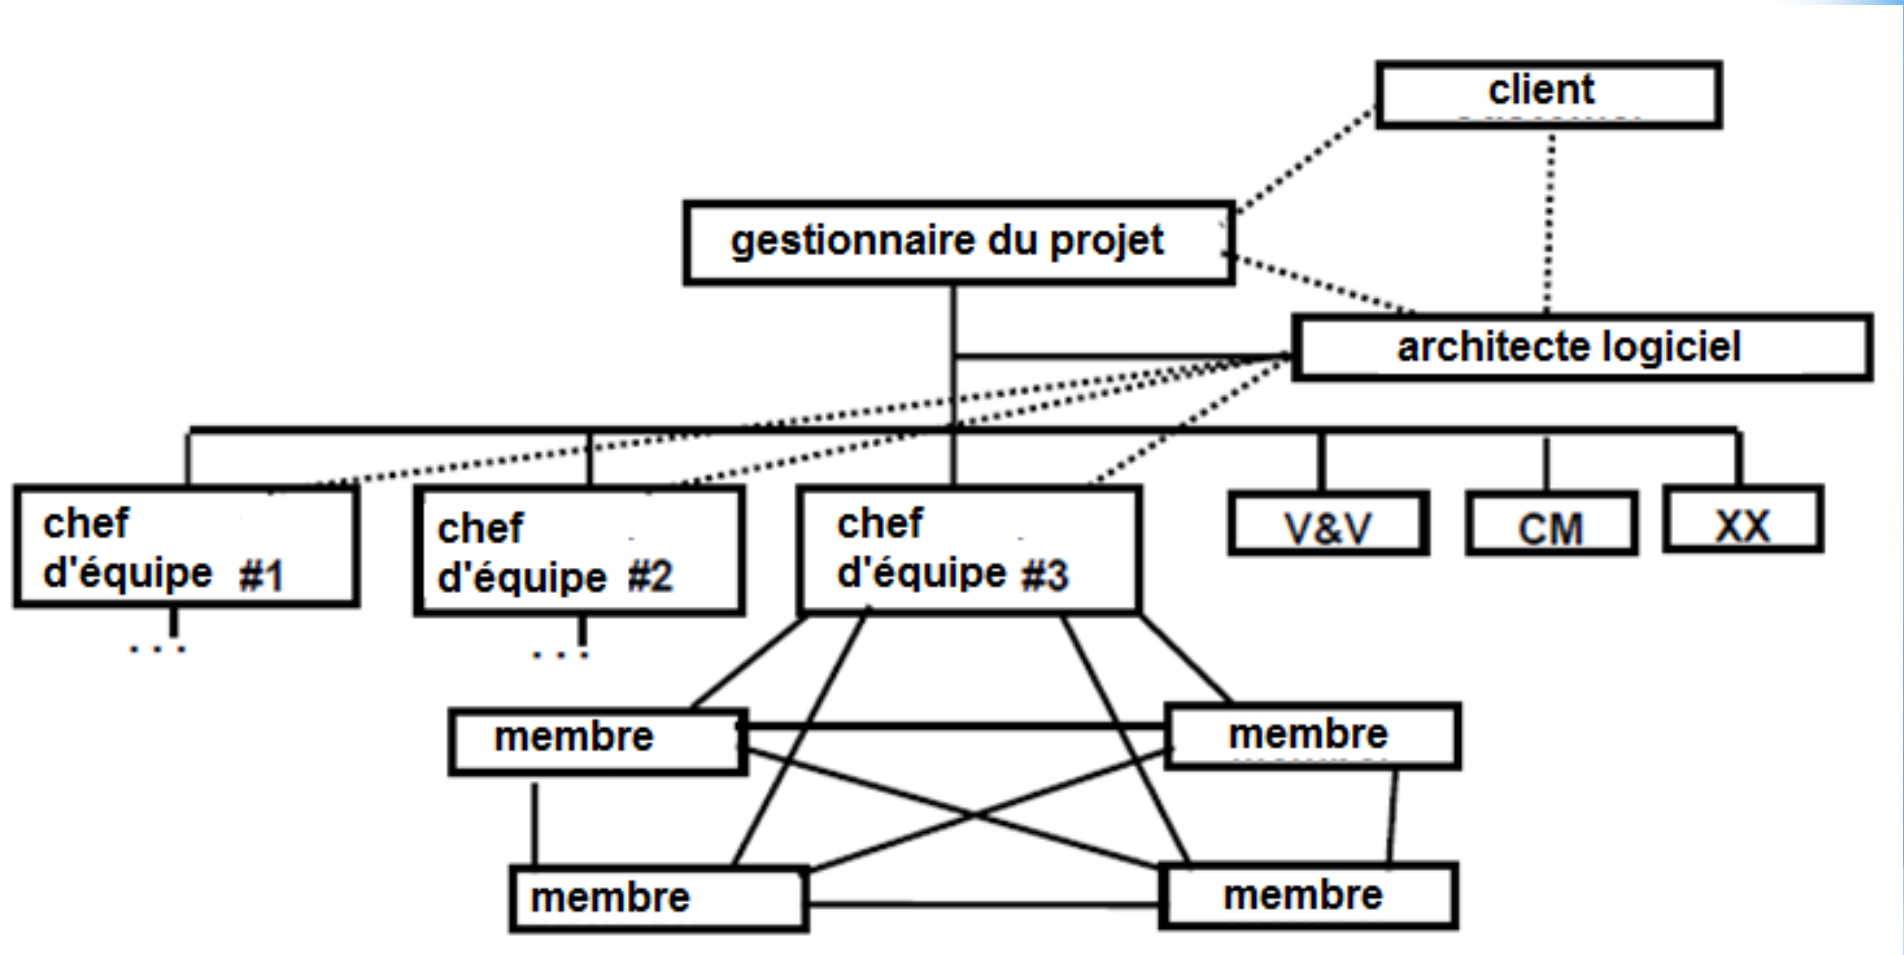 client
gestionnaire du projet
architecte logiciel
chef
d'équipe #1
chef
d'équipe #2
chef
d'équipe #3
V&V
CM
XX
. . .
. . .
membre
membre
membre
membre